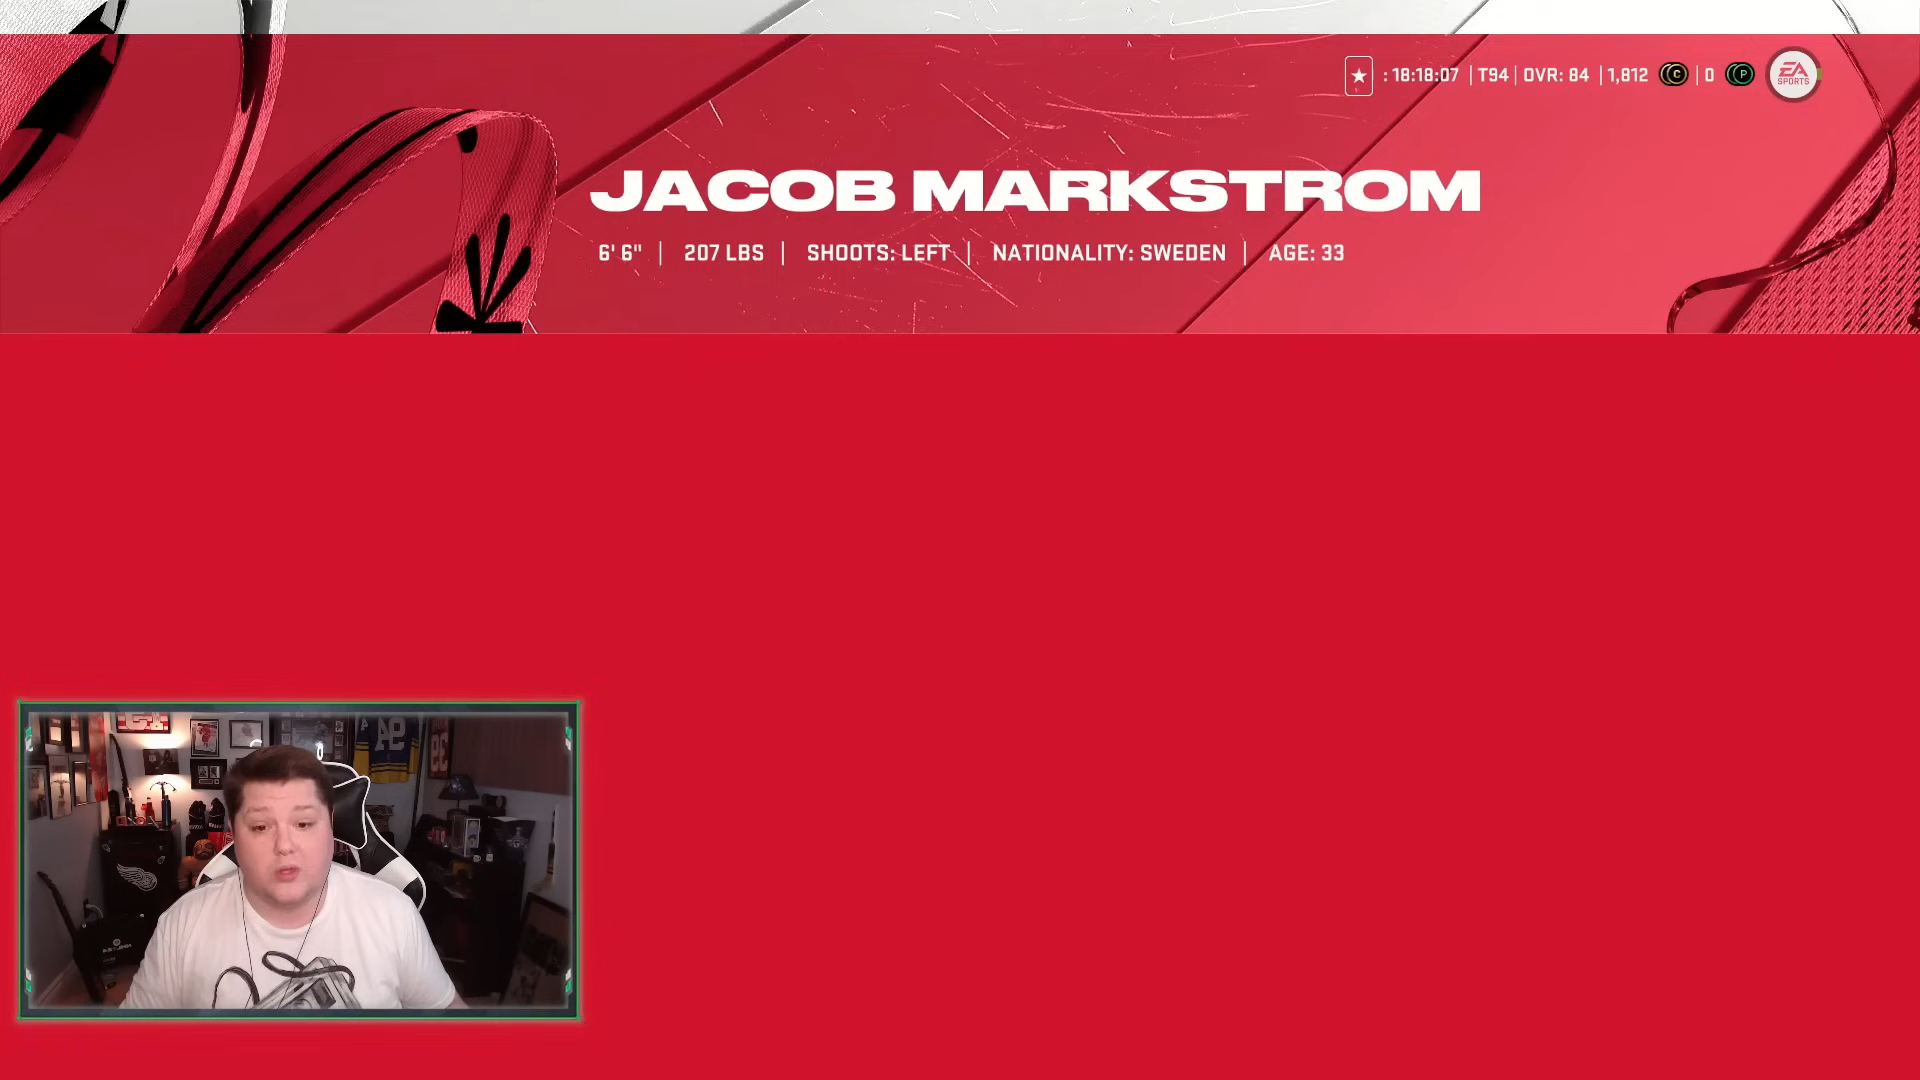 : 18:18:07 | T94 | OVR: 84 | 1,812 C | 0 P EA SPORTS
JACOB MARKSTROM
6' 6" | 207 LBS | SHOOTS: LEFT | NATIONALITY: SWEDEN | AGE: 33
94